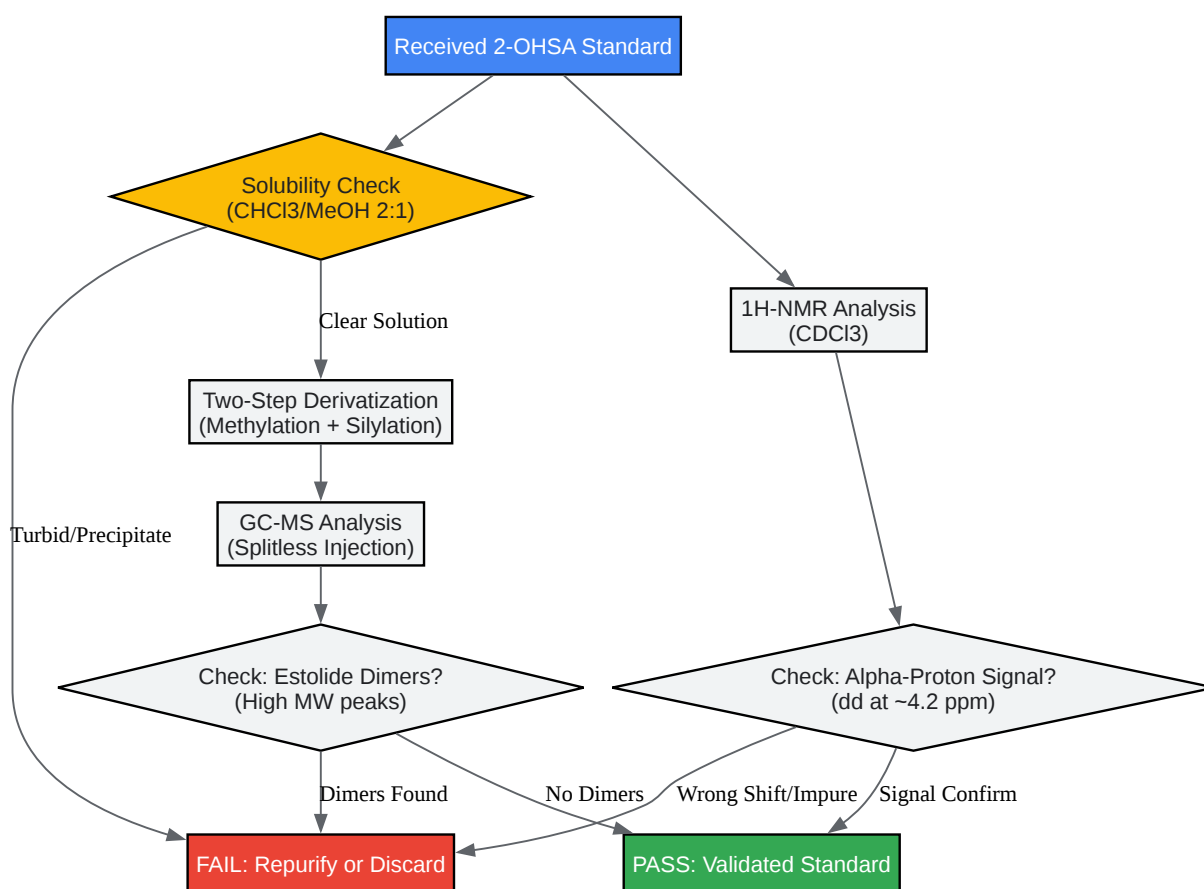 Received 2-OHSA Standard
Solubility Check
(CHCl3/MeOH 2:1)
1H-NMR Analysis
(CDCl3)
Clear Solution
Two-Step Derivatization
(Methylation + Silylation)
Turbid/Precipitate
GC-MS Analysis
(Splitless Injection)
Check: Estolide Dimers?
(High MW peaks)
Check: Alpha-Proton Signal?
(dd at ~4.2 ppm)
Dimers Found
No Dimers
Wrong Shift/Impure
Signal Confirm
FAIL: Repurify or Discard
PASS: Validated Standard